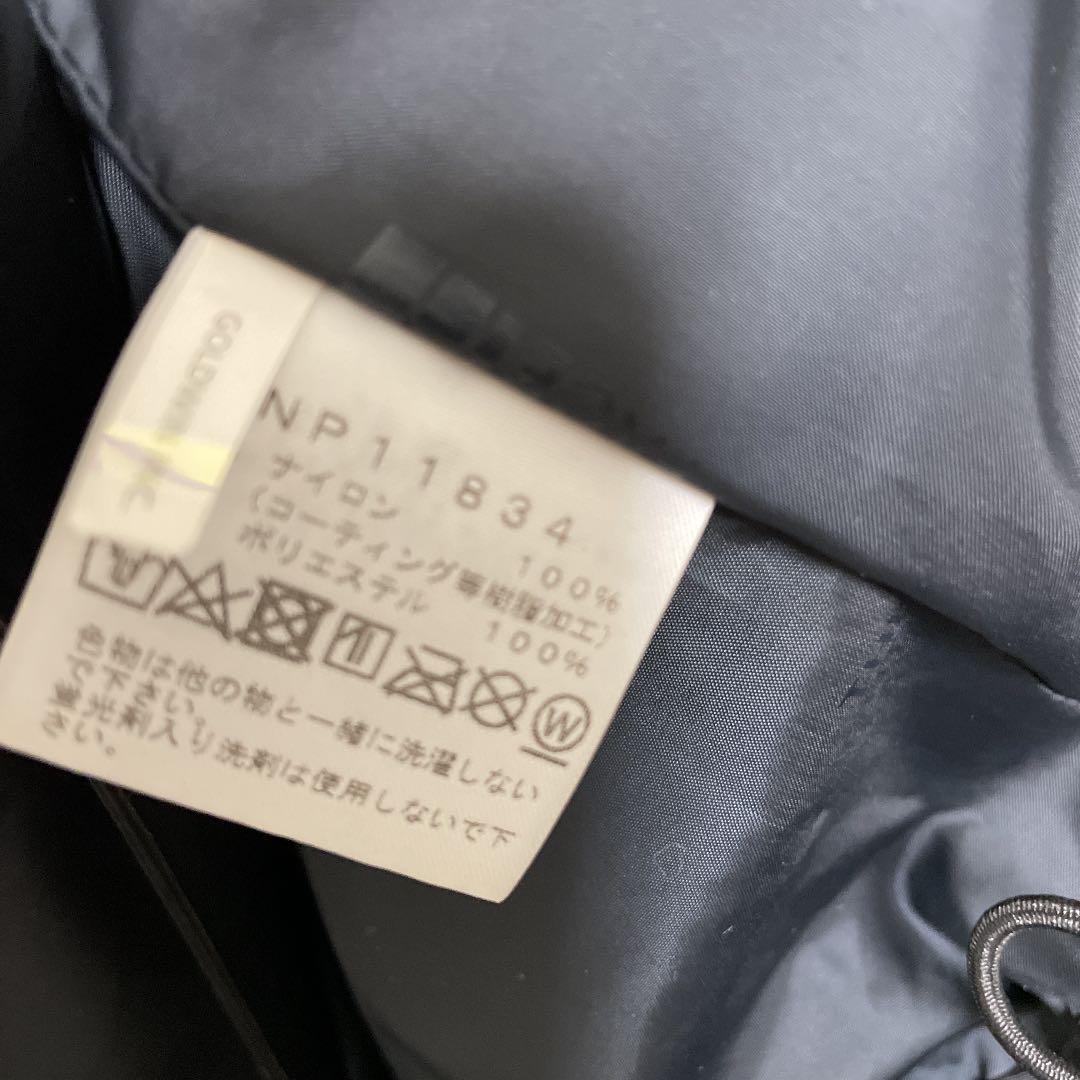 NP11834
ナイロン 100%
(コーティング等樹脂加工)
ポリエステル 100%
W
色物は他の物と一緒に洗濯しない
で下さい。
蛍光剤入り洗剤は使用しないで下
さい。